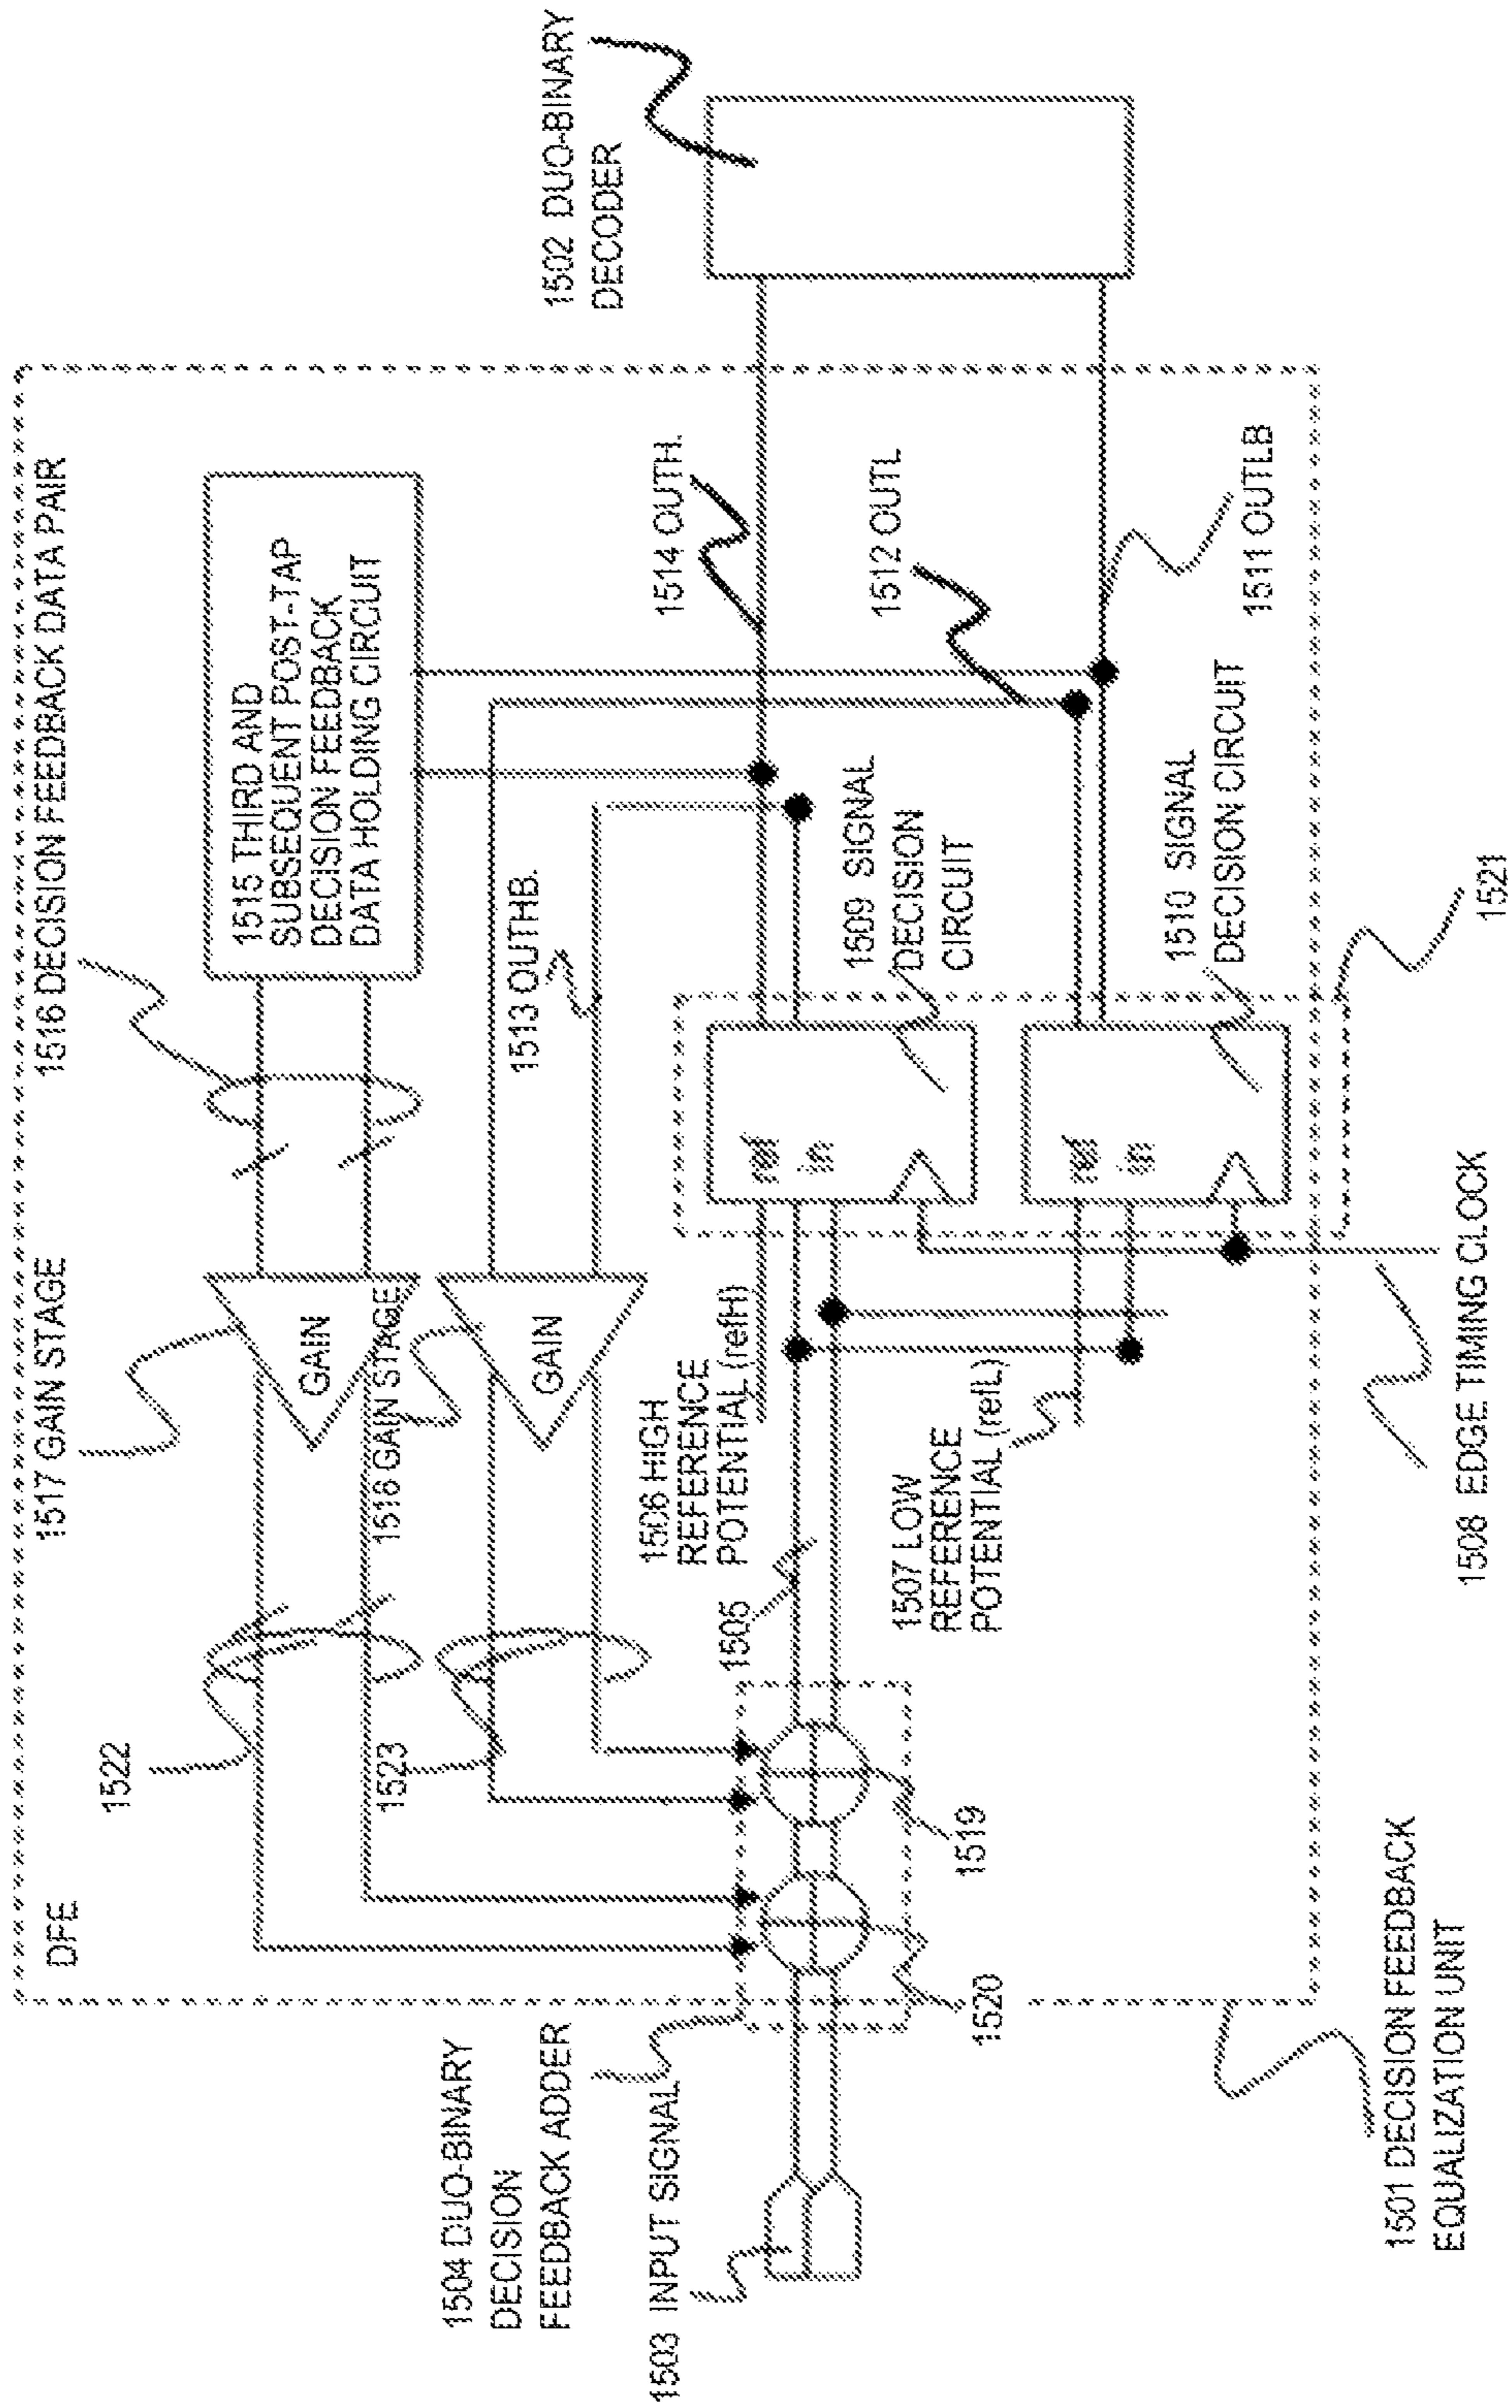 DFE
1522
1517 GAIN STAGE
1516 DECISION FEEDBACK DATA PAIR
1515 THIRD AND
SUBSEQUENT POST-TAP
DECISION FEEDBACK
DATA HOLDING CIRCUIT
GAIN
1523
1518 GAIN STAGE
GAIN
1513 OUTHB.
1504 DUO-BINARY
DECISION
FEEDBACK ADDER
1502 DUO-BINARY
DECODER
1503 INPUT SIGNAL
1505
1506 HIGH
REFERENCE
POTENTIAL (refH)
1514 OUTH.
ref
in
1509 SIGNAL
DECISION
CIRCUIT
1512 OUTL
1519
1520
1507 LOW
REFERENCE
POTENTIAL (refL)
ref
in
1510 SIGNAL
DECISION CIRCUIT
1511 OUTLB
1521
1508 EDGE TIMING CLOCK
1501 DECISION FEEDBACK
EQUALIZATION UNIT